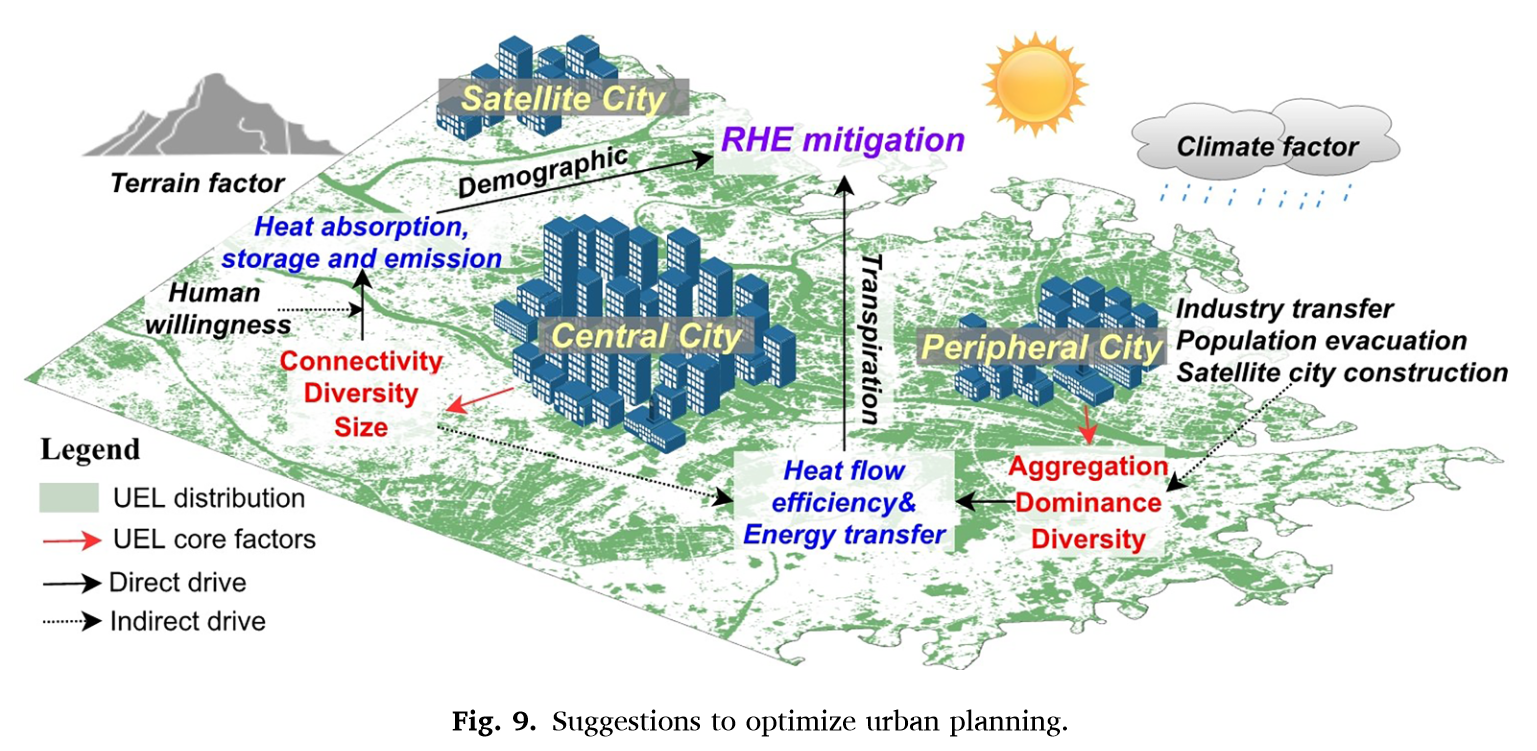 Satellite City
RHE mitigation
Climate factor
Terrain factor
Demographic
Heat absorption,
storage and emission
Human
willingness
Transpiration
Central City
Peripheral City
Industry transfer
Population evacuation
Satellite city construction
Connectivity
Diversity
Size
Heat flow
efficiency&
Energy transfer
Aggregation
Dominance
Diversity
Legend
UEL distribution
UEL core factors
Direct drive
Indirect drive
Fig. 9. Suggestions to optimize urban planning.